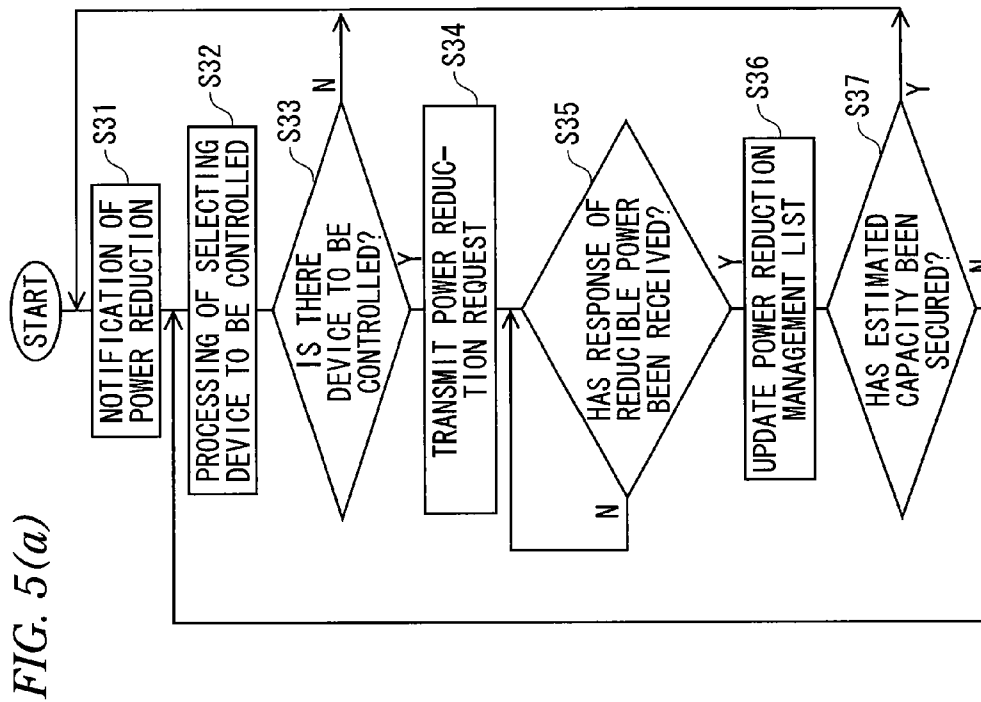 FIG. 5(a)
START
NOTIFICATION OF
POWER REDUCTION
S31
PROCESSING OF SELECTING
DEVICE TO BE CONTROLLED
S32
IS THERE
DEVICE TO BE
CONTROLLED?
S33
N
Y
TRANSMIT POWER REDUC-
TION REQUEST
S34
HAS RESPONSE OF
REDUCIBLE POWER
BEEN RECEIVED?
S35
N
Y
UPDATE POWER REDUCTION
MANAGEMENT LIST
S36
HAS ESTIMATED
CAPACITY BEEN
SECURED?
S37
Y
N